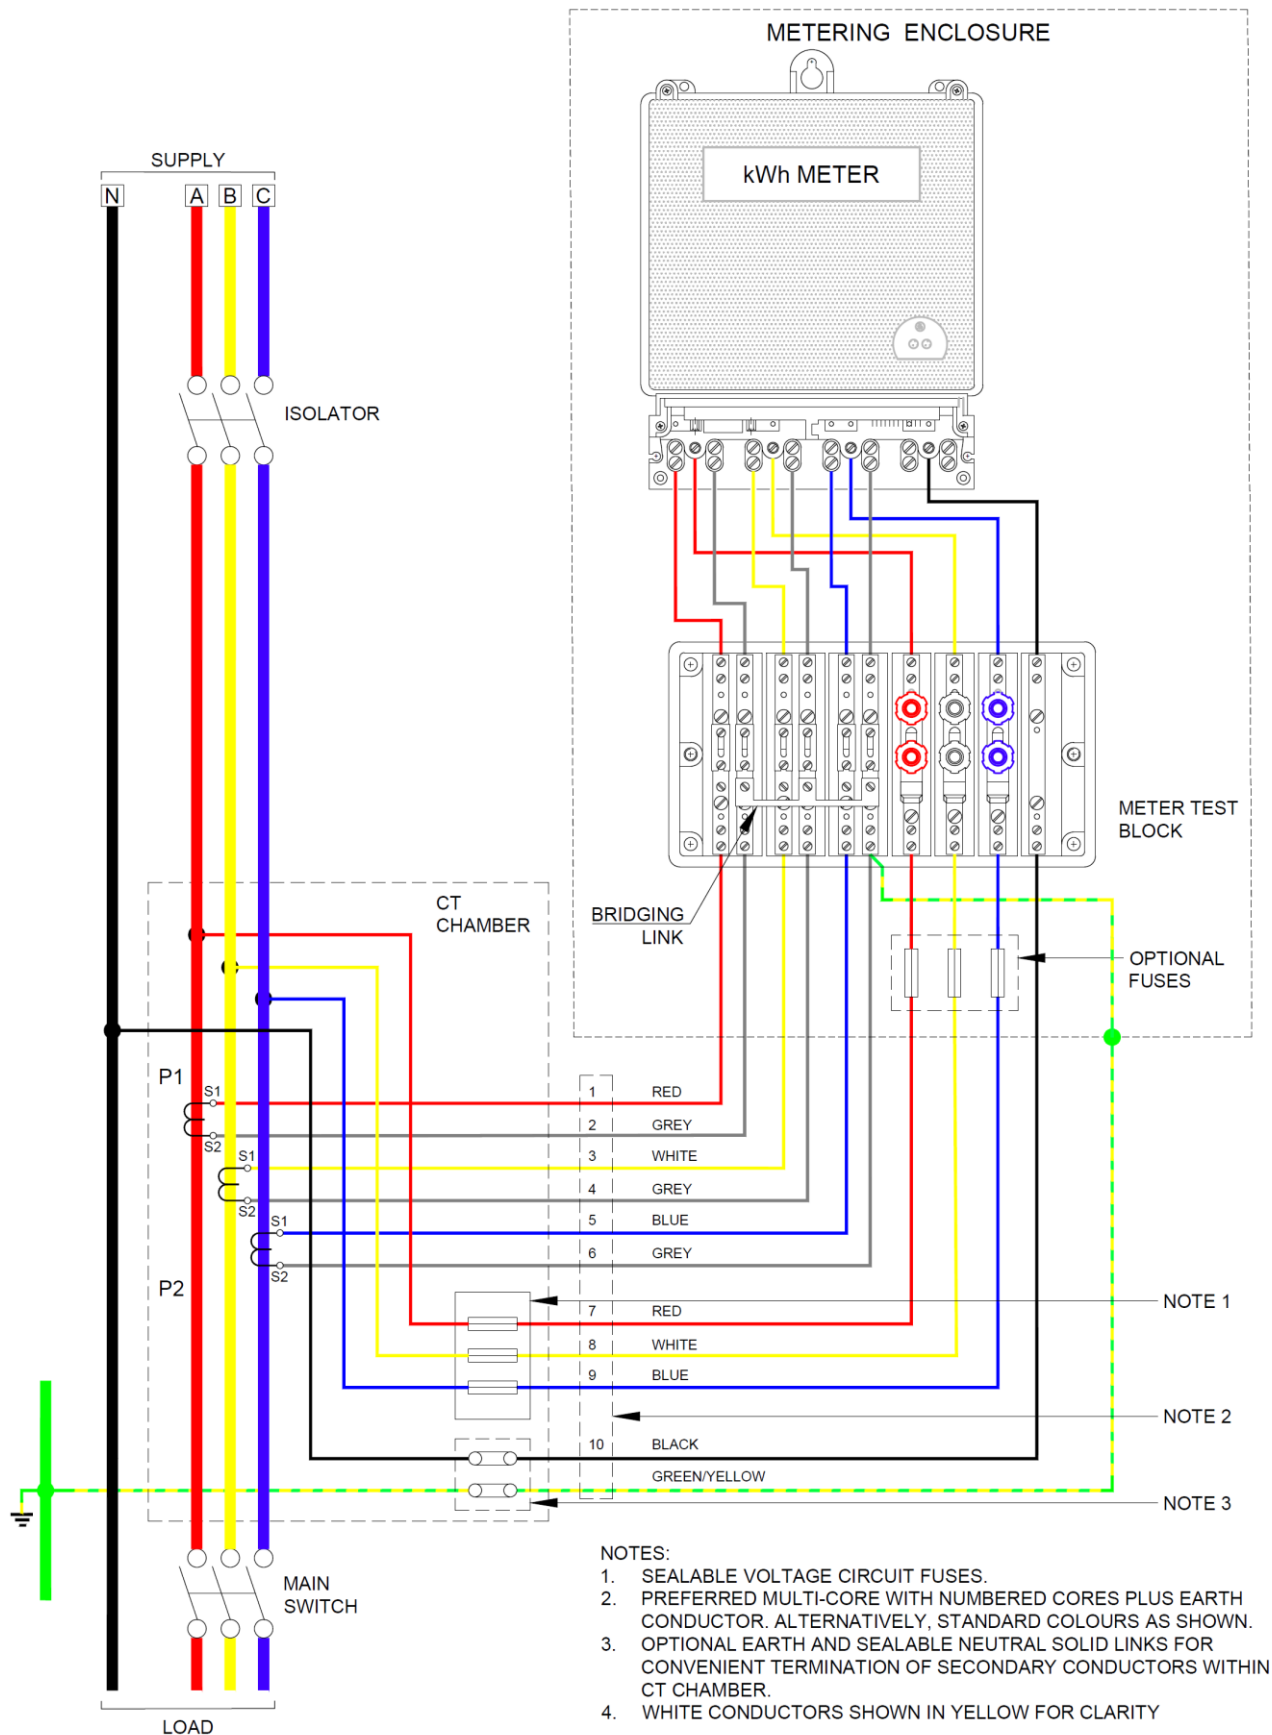 METERING ENCLOSURE
kWh METER
SUPPLY
N A B C
ISOLATOR
METER TEST
BLOCK
BRIDGING
LINK
CT
CHAMBER
OPTIONAL
FUSES
P1
S1
S2
S1
S2
S1
S2
P2
1 RED
2 GREY
3 WHITE
4 GREY
5 BLUE
6 GREY
7 RED
8 WHITE
9 BLUE
10 BLACK
GREEN/YELLOW
NOTE 1
NOTE 2
NOTE 3
MAIN
SWITCH
LOAD
NOTES:
1. SEALABLE VOLTAGE CIRCUIT FUSES.
2. PREFERRED MULTI-CORE WITH NUMBERED CORES PLUS EARTH
CONDUCTOR. ALTERNATIVELY, STANDARD COLOURS AS SHOWN.
3. OPTIONAL EARTH AND SEALABLE NEUTRAL SOLID LINKS FOR
CONVENIENT TERMINATION OF SECONDARY CONDUCTORS WITHIN
CT CHAMBER.
4. WHITE CONDUCTORS SHOWN IN YELLOW FOR CLARITY